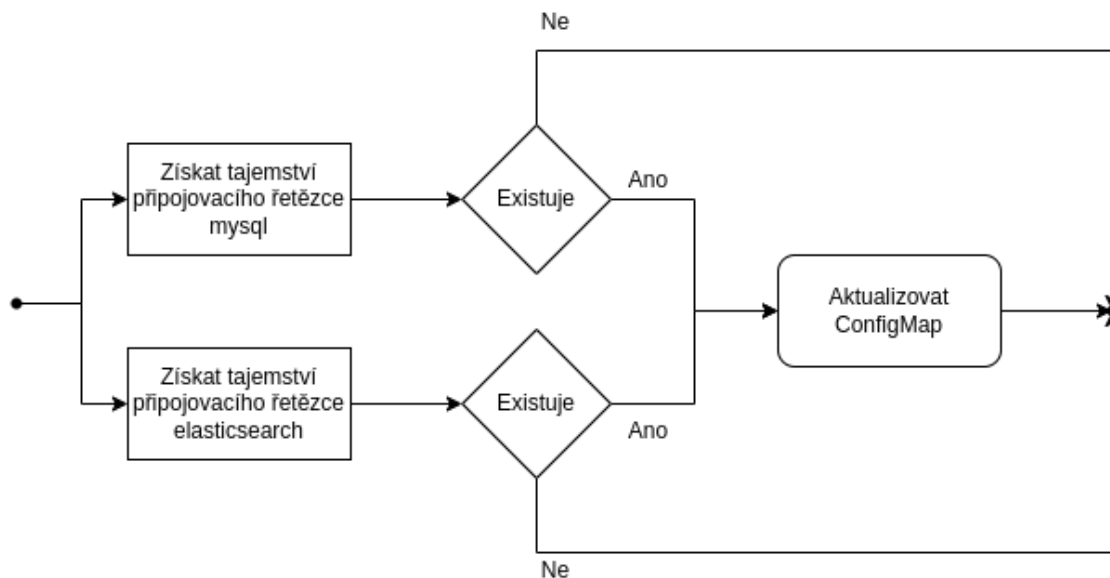 Ne
Získat tajemství
připojovacího řetězce
mysql
Existuje
Ano
Aktualizovat
ConfigMap
Získat tajemství
připojovacího řetězce
elasticsearch
Existuje
Ano
Ne